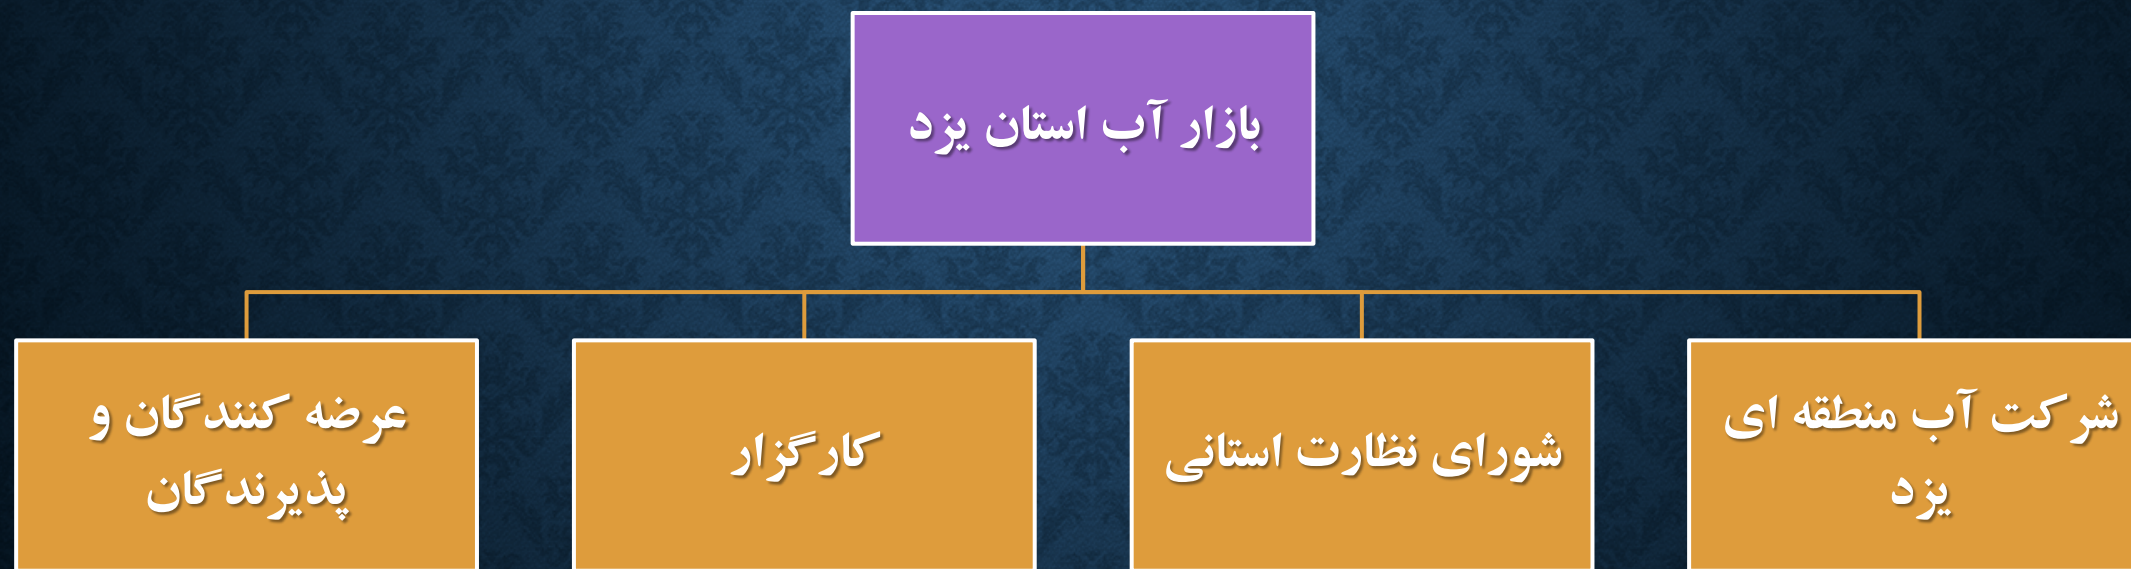 بازار آب استان یزد
شرکت آب منطقه ای
یزد
شورای نظارت استانی
کارگزار
عرضه کنندگان و
پذیرندگان